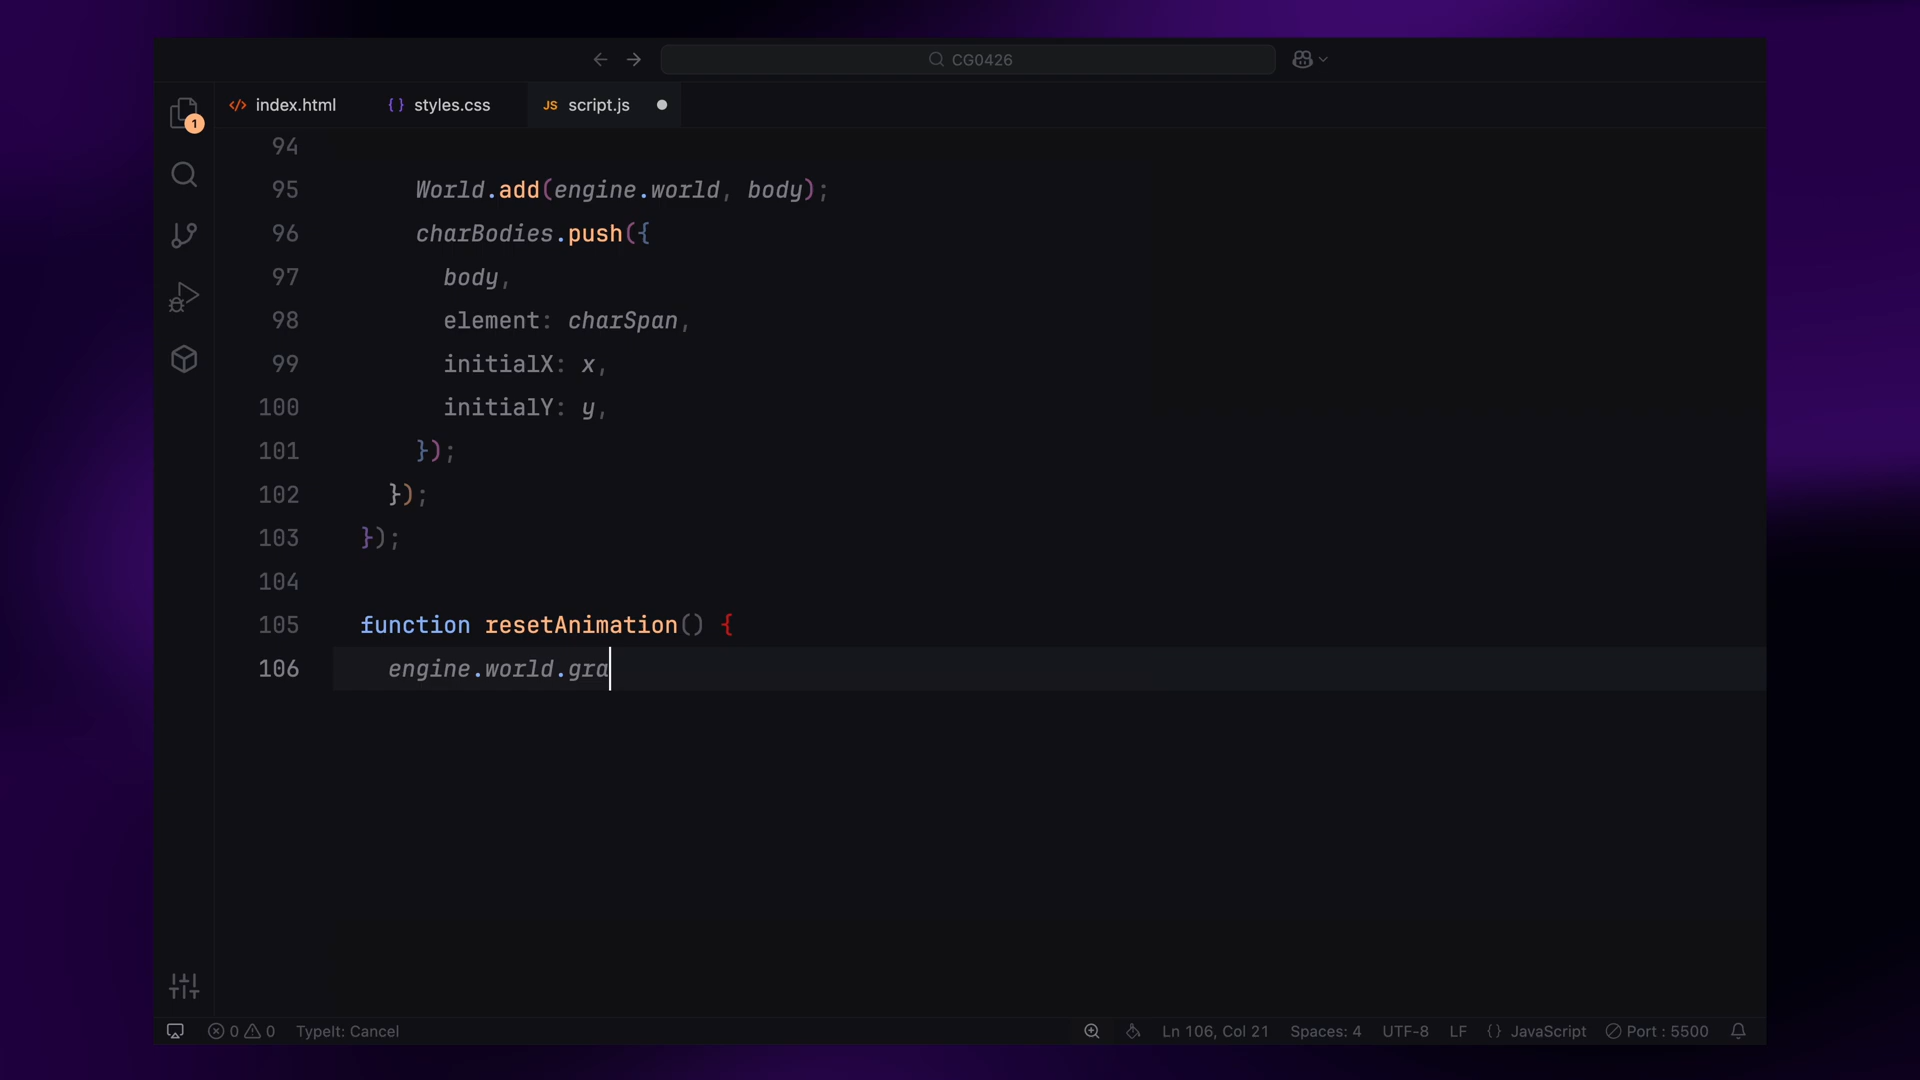 CG0426
index.html
{ } styles.css
JS script.js
1
94
95 World.add(engine.world, body);
96 charBodies.push({
97 body,
98 element: charSpan,
99 initialX: x,
100 initialY: y,
101 });
102 });
103 });
104
105 function resetAnimation() {
106 engine.world.gra
0 0 TypeIt: Cancel Ln 106, Col 21 Spaces: 4 UTF-8 LF { } JavaScript Port : 5500